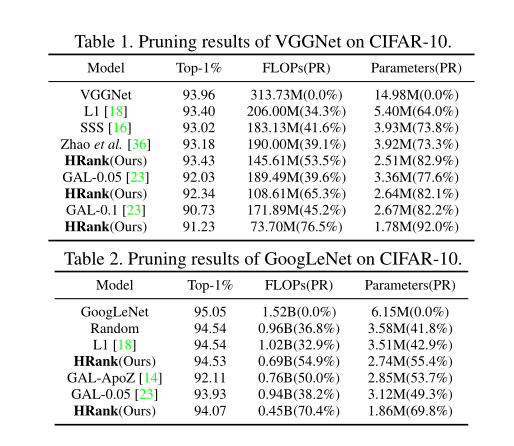 Table 1. Pruning results of VGGNet on CIFAR-10.
Model Top-1% FLOPs(PR) Parameters(PR)
VGGNet 93.96 313.73M(0.0%) 14.98M(0.0%)
L1 [18] 93.40 206.00M(34.3%) 5.40M(64.0%)
SSS [16] 93.02 183.13M(41.6%) 3.93M(73.8%)
Zhao et al. [36] 93.18 190.00M(39.1%) 3.92M(73.3%)
HRank(Ours) 93.43 145.61M(53.5%) 2.51M(82.9%)
GAL-0.05 [23] 92.03 189.49M(39.6%) 3.36M(77.6%)
HRank(Ours) 92.34 108.61M(65.3%) 2.64M(82.1%)
GAL-0.1 [23] 90.73 171.89M(45.2%) 2.67M(82.2%)
HRank(Ours) 91.23 73.70M(76.5%) 1.78M(92.0%)
Table 2. Pruning results of GoogLeNet on CIFAR-10.
Model Top-1% FLOPs(PR) Parameters(PR)
GoogLeNet 95.05 1.52B(0.0%) 6.15M(0.0%)
Random 94.54 0.96B(36.8%) 3.58M(41.8%)
L1 [18] 94.54 1.02B(32.9%) 3.51M(42.9%)
HRank(Ours) 94.53 0.69B(54.9%) 2.74M(55.4%)
GAL-ApoZ [14] 92.11 0.76B(50.0%) 2.85M(53.7%)
GAL-0.05 [23] 93.93 0.94B(38.2%) 3.12M(49.3%)
HRank(Ours) 94.07 0.45B(70.4%) 1.86M(69.8%)